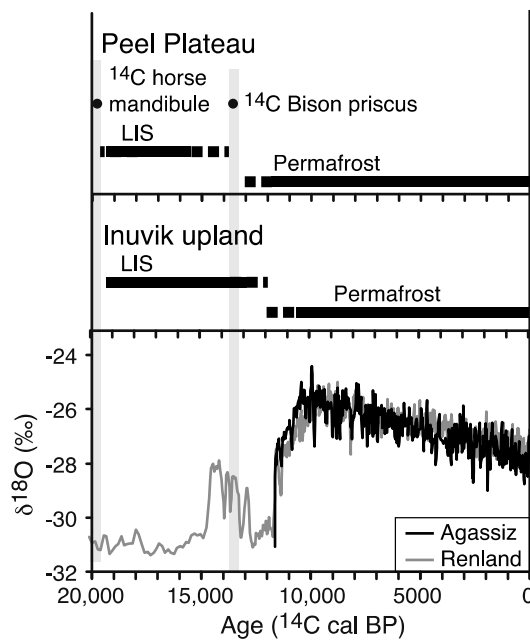 Peel Plateau
14C horse
mandibule
14C Bison priscus
LIS
Permafrost
Inuvik upland
LIS
Permafrost
-24
-26
-28
-30
-32
δ18O (‰)
Agassiz
Renland
20,000 15,000 10,000 5000 0
Age (14C cal BP)